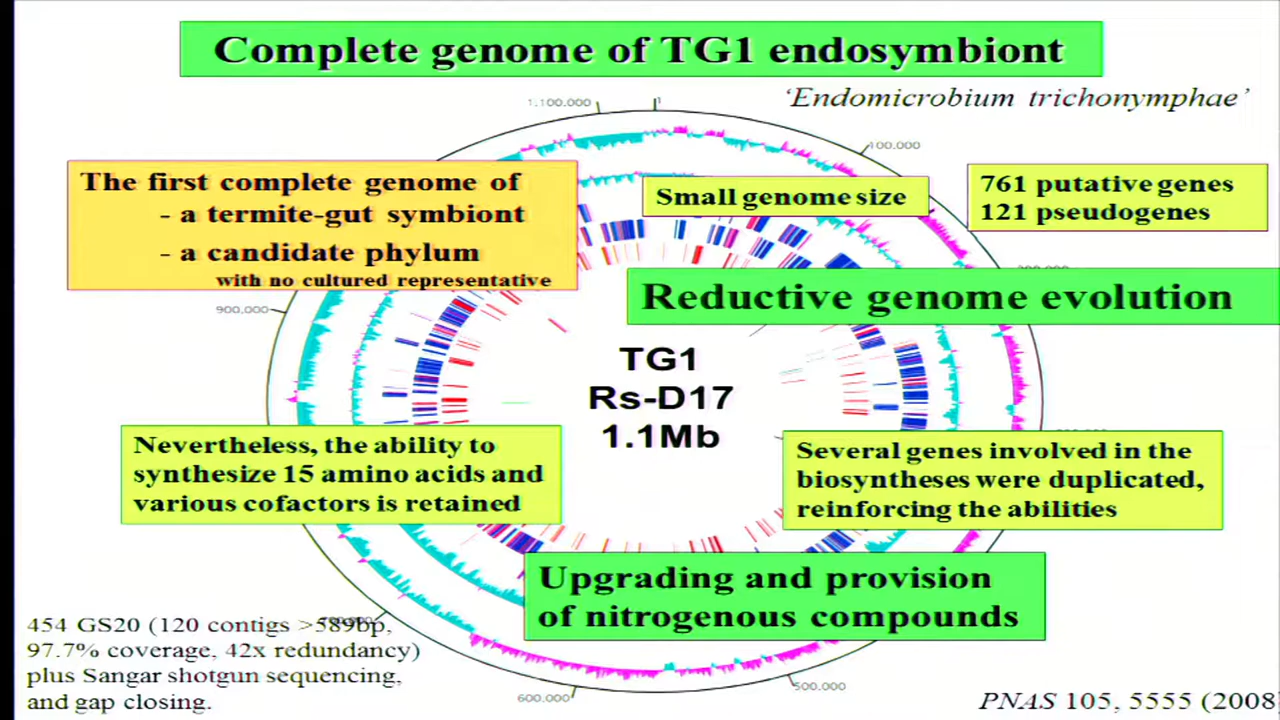 Complete genome of TG1 endosymbiont
'Endomicrobium trichonymphae'
1,100,000
1
100,000
The first complete genome of
- a termite-gut symbiont
- a candidate phylum
with no cultured representative
Small genome size
761 putative genes
121 pseudogenes
Reductive genome evolution
900,000
TG1
Rs-D17
1.1Mb
Nevertheless, the ability to
synthesize 15 amino acids and
various cofactors is retained
Several genes involved in the
biosyntheses were duplicated,
reinforcing the abilities
Upgrading and provision
of nitrogenous compounds
454 GS20 (120 contigs >589bp,
97.7% coverage, 42x redundancy)
plus Sangar shotgun sequencing,
and gap closing.
600,000
500,000
PNAS 105, 5555 (2008